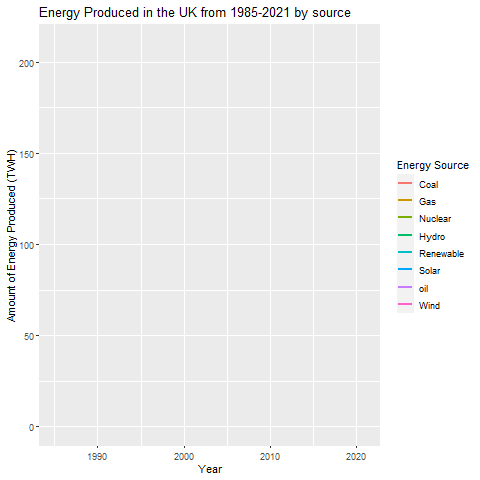 Energy Produced in the UK from 1985-2021 by source
Amount of Energy Produced (TWH)
200
150
100
50
0
1990 2000 2010 2020
Year
Energy Source
Coal
Gas
Nuclear
Hydro
Renewable
Solar
oil
Wind